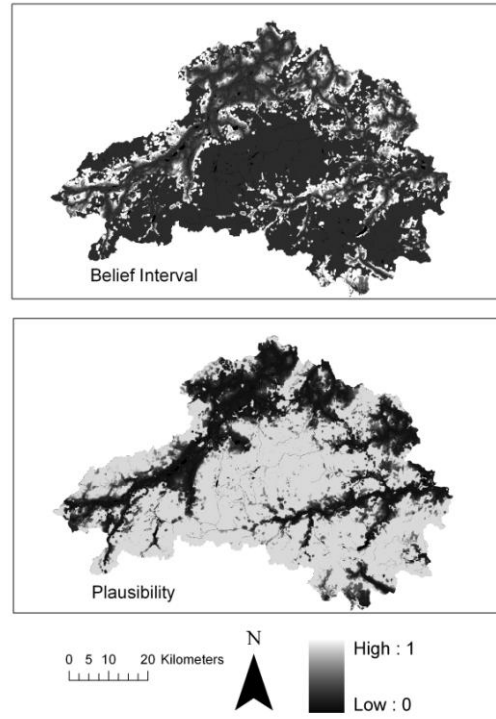 Belief Interval
Plausibility
N
0 5 10 20 Kilometers
High : 1
Low : 0